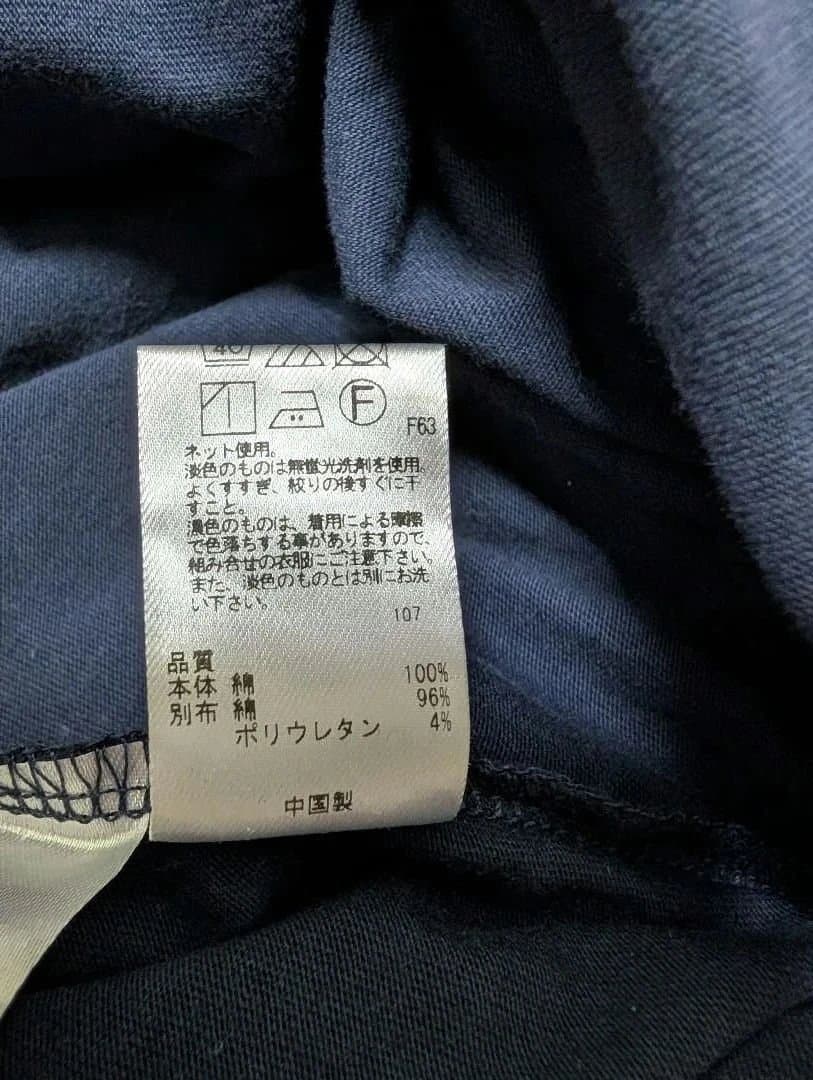 40
F
F63
ネット使用。
淡色のものは無蛍光洗剤を使用。
よくすすぎ、絞りの後すぐに干
すこと。
濃色のものは、着用による摩擦
で色落ちする事がありますので、
組み合せの衣服にご注意下さい。
また、淡色のものとは別にお洗
い下さい。
107
品質
本体 綿 100%
別布 綿 96%
ポリウレタン 4%
中国製